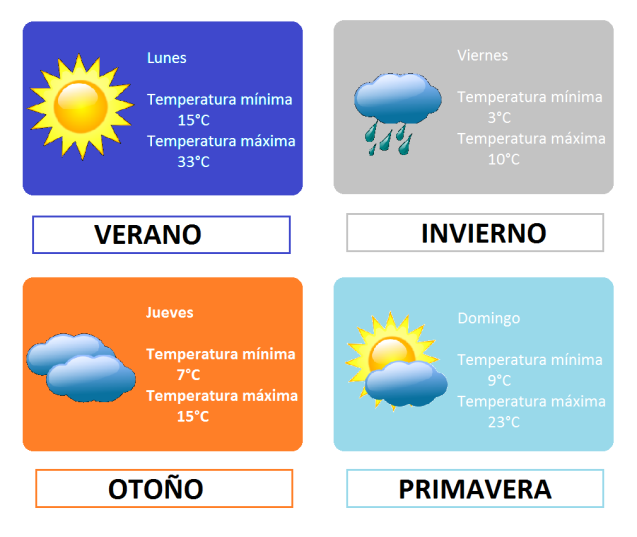 Lunes
Temperatura mínima
15°C
Temperatura máxima
33°C
VERANO
Viernes
Temperatura mínima
3°C
Temperatura máxima
10°C
INVIERNO
Jueves
Temperatura mínima
7°C
Temperatura máxima
15°C
OTOÑO
Domingo
Temperatura mínima
9°C
Temperatura máxima
23°C
PRIMAVERA